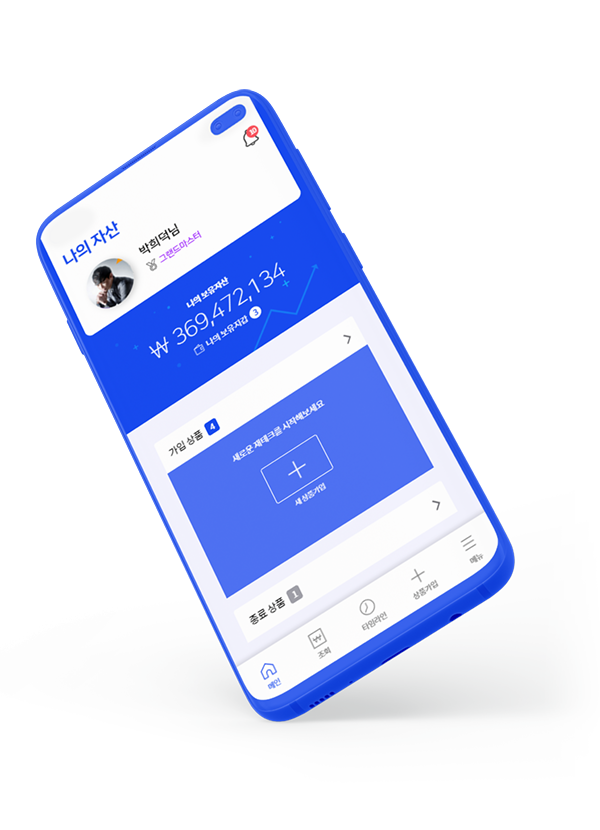 나의 자산
박희덕님
그랜드마스터
나의 보유자산
₩ 369,472,134
나의 보유지갑 3
가입 상품 4
새로운 재테크를 시작해보세요
새 상품가입
종료 상품 1
메인
조회
타임라인
상품가입
메뉴